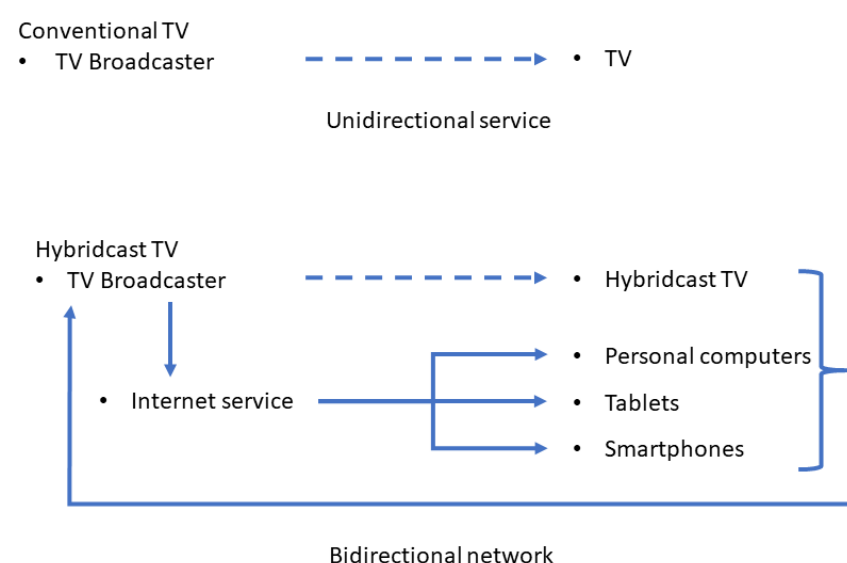 Conventional TV
• TV Broadcaster
• TV
Unidirectional service
Hybridcast TV
• TV Broadcaster
• Hybridcast TV
• Personal computers
• Internet service
• Tablets
• Smartphones
Bidirectional network